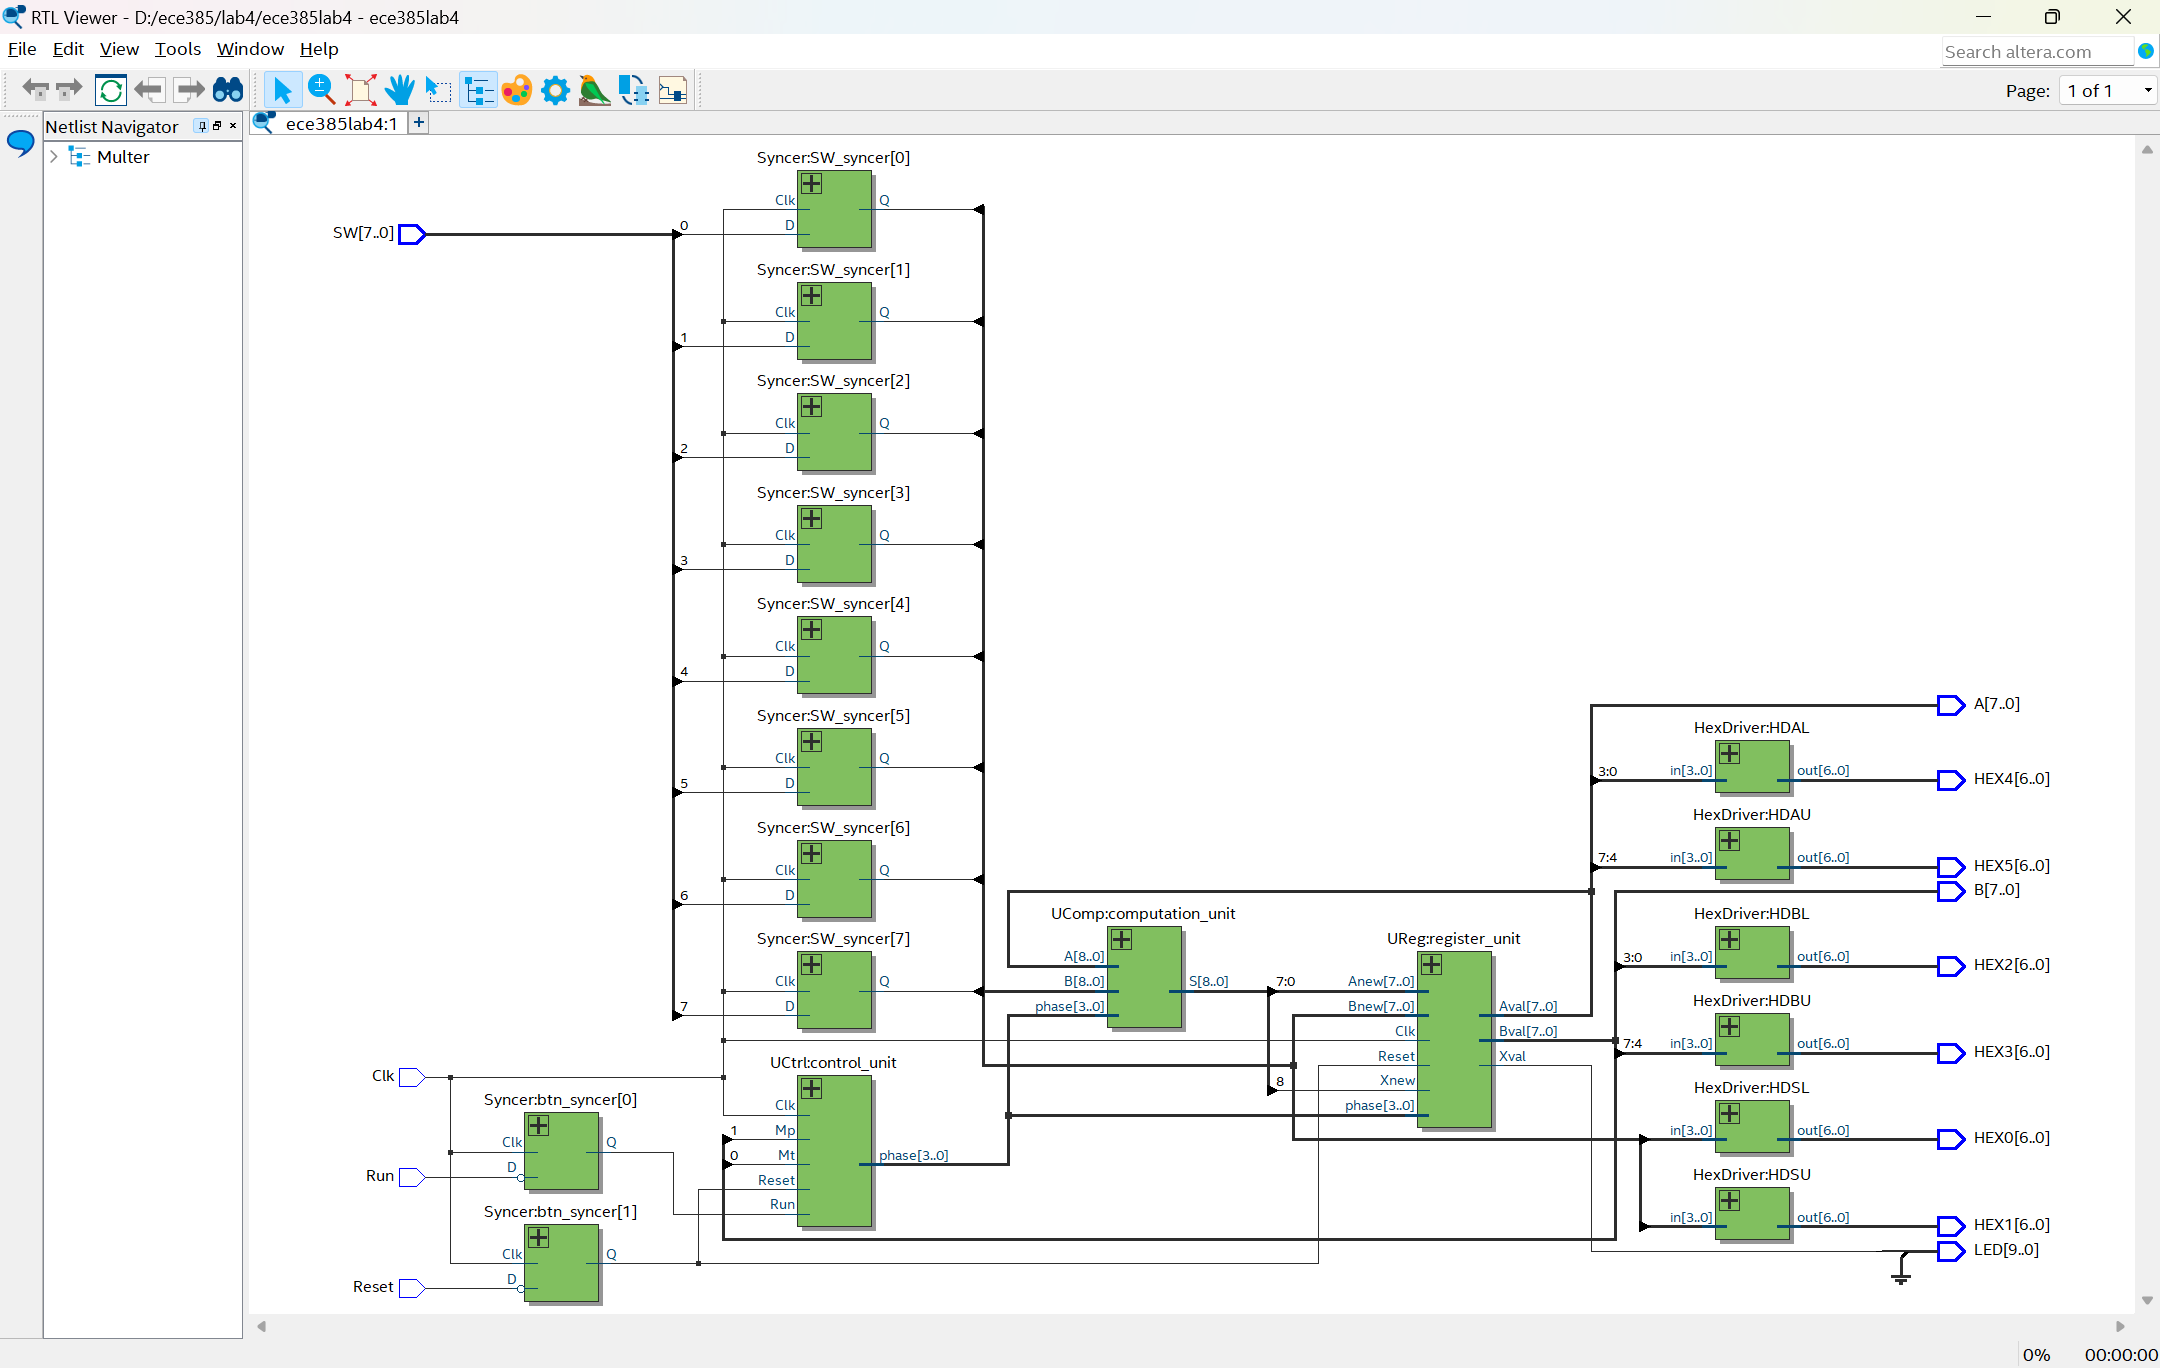 RTL Viewer - D:/ece385/lab4/ece385lab4 - ece385lab4
File Edit View Tools Window Help
Search altera.com
Page: 1 of 1
Netlist Navigator
Multer
ece385lab4:1
+
SW[7..0]
0
1
2
3
4
5
6
7
Syncer:SW_syncer[0]
Clk
D
Q
Syncer:SW_syncer[1]
Clk
D
Q
Syncer:SW_syncer[2]
Clk
D
Q
Syncer:SW_syncer[3]
Clk
D
Q
Syncer:SW_syncer[4]
Clk
D
Q
Syncer:SW_syncer[5]
Clk
D
Q
Syncer:SW_syncer[6]
Clk
D
Q
Syncer:SW_syncer[7]
Clk
D
Q
Clk
Run
Reset
Syncer:btn_syncer[0]
Clk
D
Q
Syncer:btn_syncer[1]
Clk
D
Q
UCtrl:control_unit
Clk
1 Mp
0 Mt
Reset
Run
phase[3..0]
UComp:computation_unit
A[8..0]
B[8..0]
phase[3..0]
S[8..0]
7:0
8
UReg:register_unit
Anew[7..0]
Bnew[7..0]
Clk
Reset
Xnew
phase[3..0]
Aval[7..0]
Bval[7..0]
Xval
A[7..0]
HexDriver:HDAL
3:0 in[3..0] out[6..0] HEX4[6..0]
HexDriver:HDAU
7:4 in[3..0] out[6..0] HEX5[6..0]
B[7..0]
HexDriver:HDBL
3:0 in[3..0] out[6..0] HEX2[6..0]
HexDriver:HDBU
7:4 in[3..0] out[6..0] HEX3[6..0]
HexDriver:HDSL
in[3..0] out[6..0] HEX0[6..0]
HexDriver:HDSU
in[3..0] out[6..0] HEX1[6..0]
LED[9..0]
0% 00:00:00